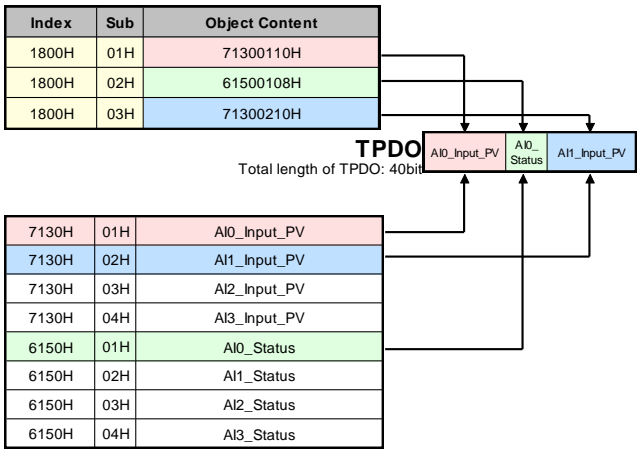 Index Sub Object Content
1800H 01H 71300110H
1800H 02H 61500108H
1800H 03H 71300210H
TPDO
Total length of TPDO: 40bit
AI0_Input_PV AI0_ Status AI1_Input_PV
7130H 01H AI0_Input_PV
7130H 02H AI1_Input_PV
7130H 03H AI2_Input_PV
7130H 04H AI3_Input_PV
6150H 01H AI0_Status
6150H 02H AI1_Status
6150H 03H AI2_Status
6150H 04H AI3_Status